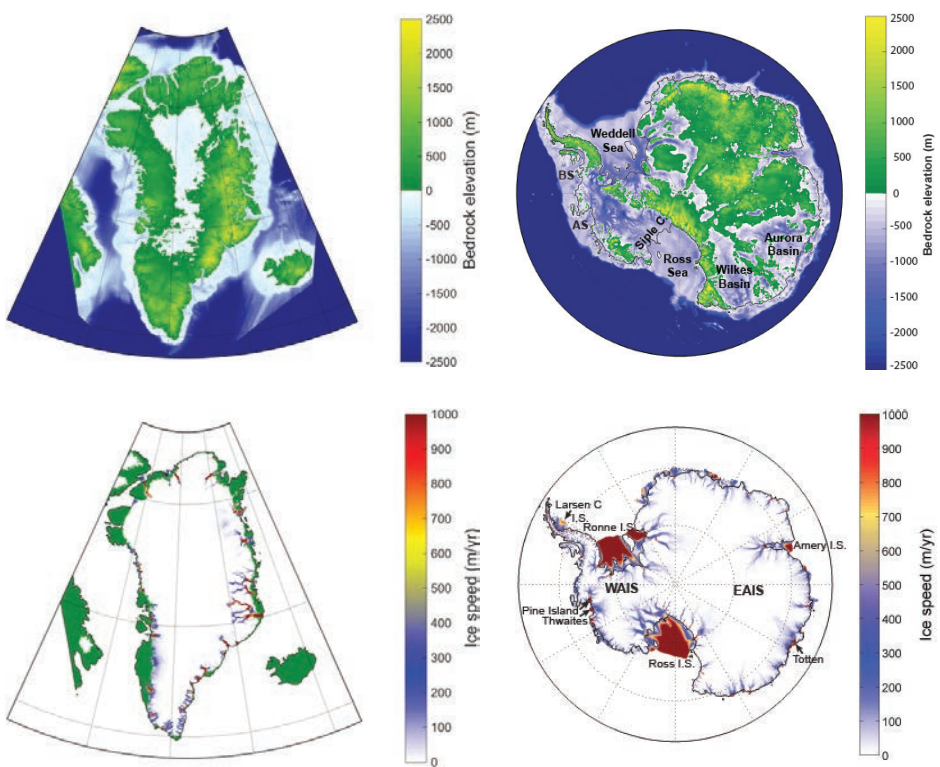 2500
2000
1500
1000
500
0
-500
-1000
-1500
-2000
-2500
Bedrock elevation (m)
Weddell
Sea
BS
AS
Siple C.
Ross
Sea
Wilkes
Basin
Aurora
Basin
2500
2000
1500
1000
500
0
-500
-1000
-1500
-2000
-2500
Bedrock elevation (m)
1000
900
800
700
600
500
400
300
200
100
0
Ice speed (m/yr)
Larsen C
I.S.
Ronne I.S.
Amery I.S.
WAIS
EAIS
Pine Island
Thwaites
Ross I.S.
Totten
1000
900
800
700
600
500
400
300
200
100
0
Ice speed (m/yr)